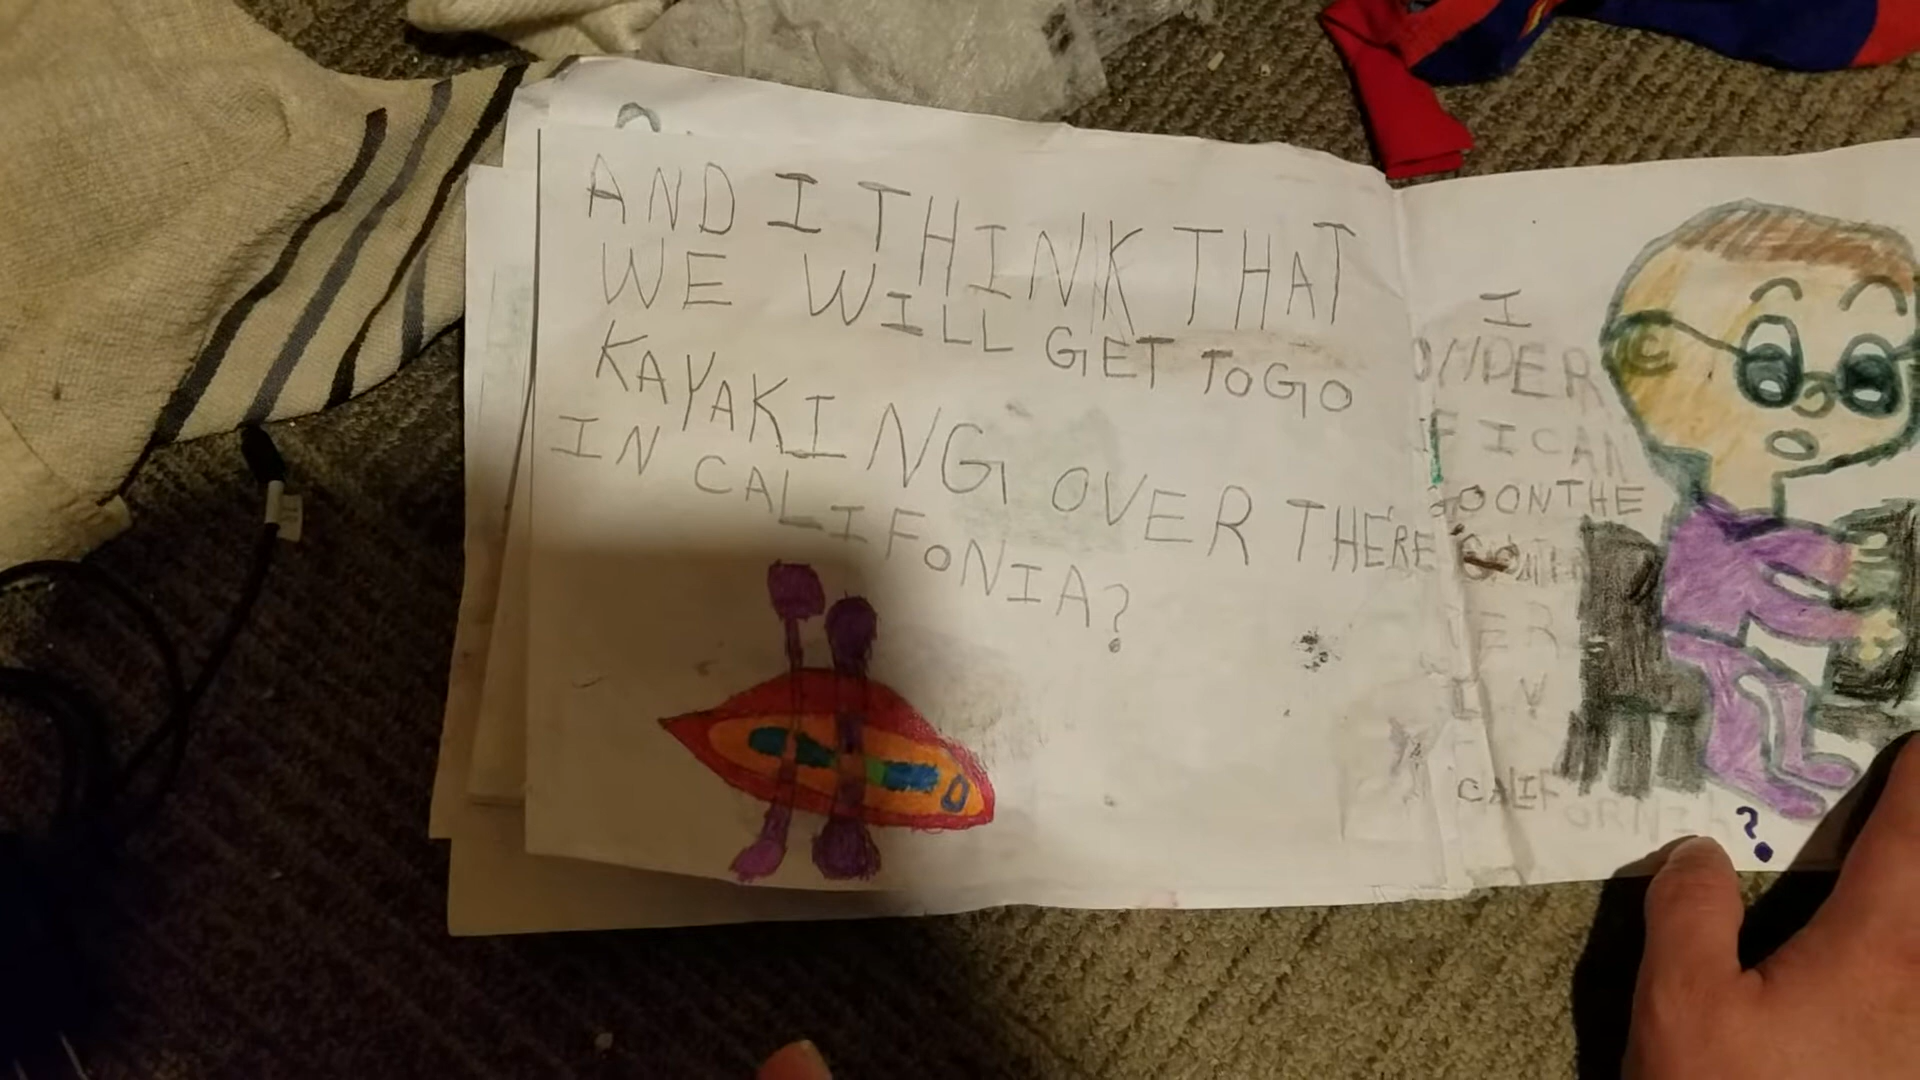 AND I THINK THAT
WE WILL GET TO GO
KAYAKING OVER THERE
IN CALIFONIA?
I
ONDER
IF I CAN
GO ON THE
CALIFORNIA
?